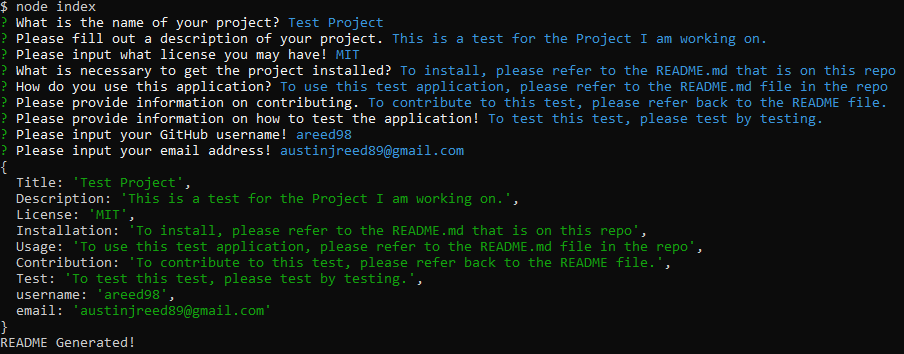 $ node index
? What is the name of your project? Test Project
? Please fill out a description of your project. This is a test for the Project I am working on.
? Please input what license you may have! MIT
? What is necessary to get the project installed? To install, please refer to the README.md that is on this repo
? How do you use this application? To use this test application, please refer to the README.md file in the repo
? Please provide information on contributing. To contribute to this test, please refer back to the README file.
? Please provide information on how to test the application! To test this test, please test by testing.
? Please input your GitHub username! areed98
? Please input your email address! austinjreed89@gmail.com
{
  Title: 'Test Project',
  Description: 'This is a test for the Project I am working on.',
  License: 'MIT',
  Installation: 'To install, please refer to the README.md that is on this repo',
  Usage: 'To use this test application, please refer to the README.md file in the repo',
  Contribution: 'To contribute to this test, please refer back to the README file.',
  Test: 'To test this test, please test by testing.',
  username: 'areed98',
  email: 'austinjreed89@gmail.com'
}
README Generated!